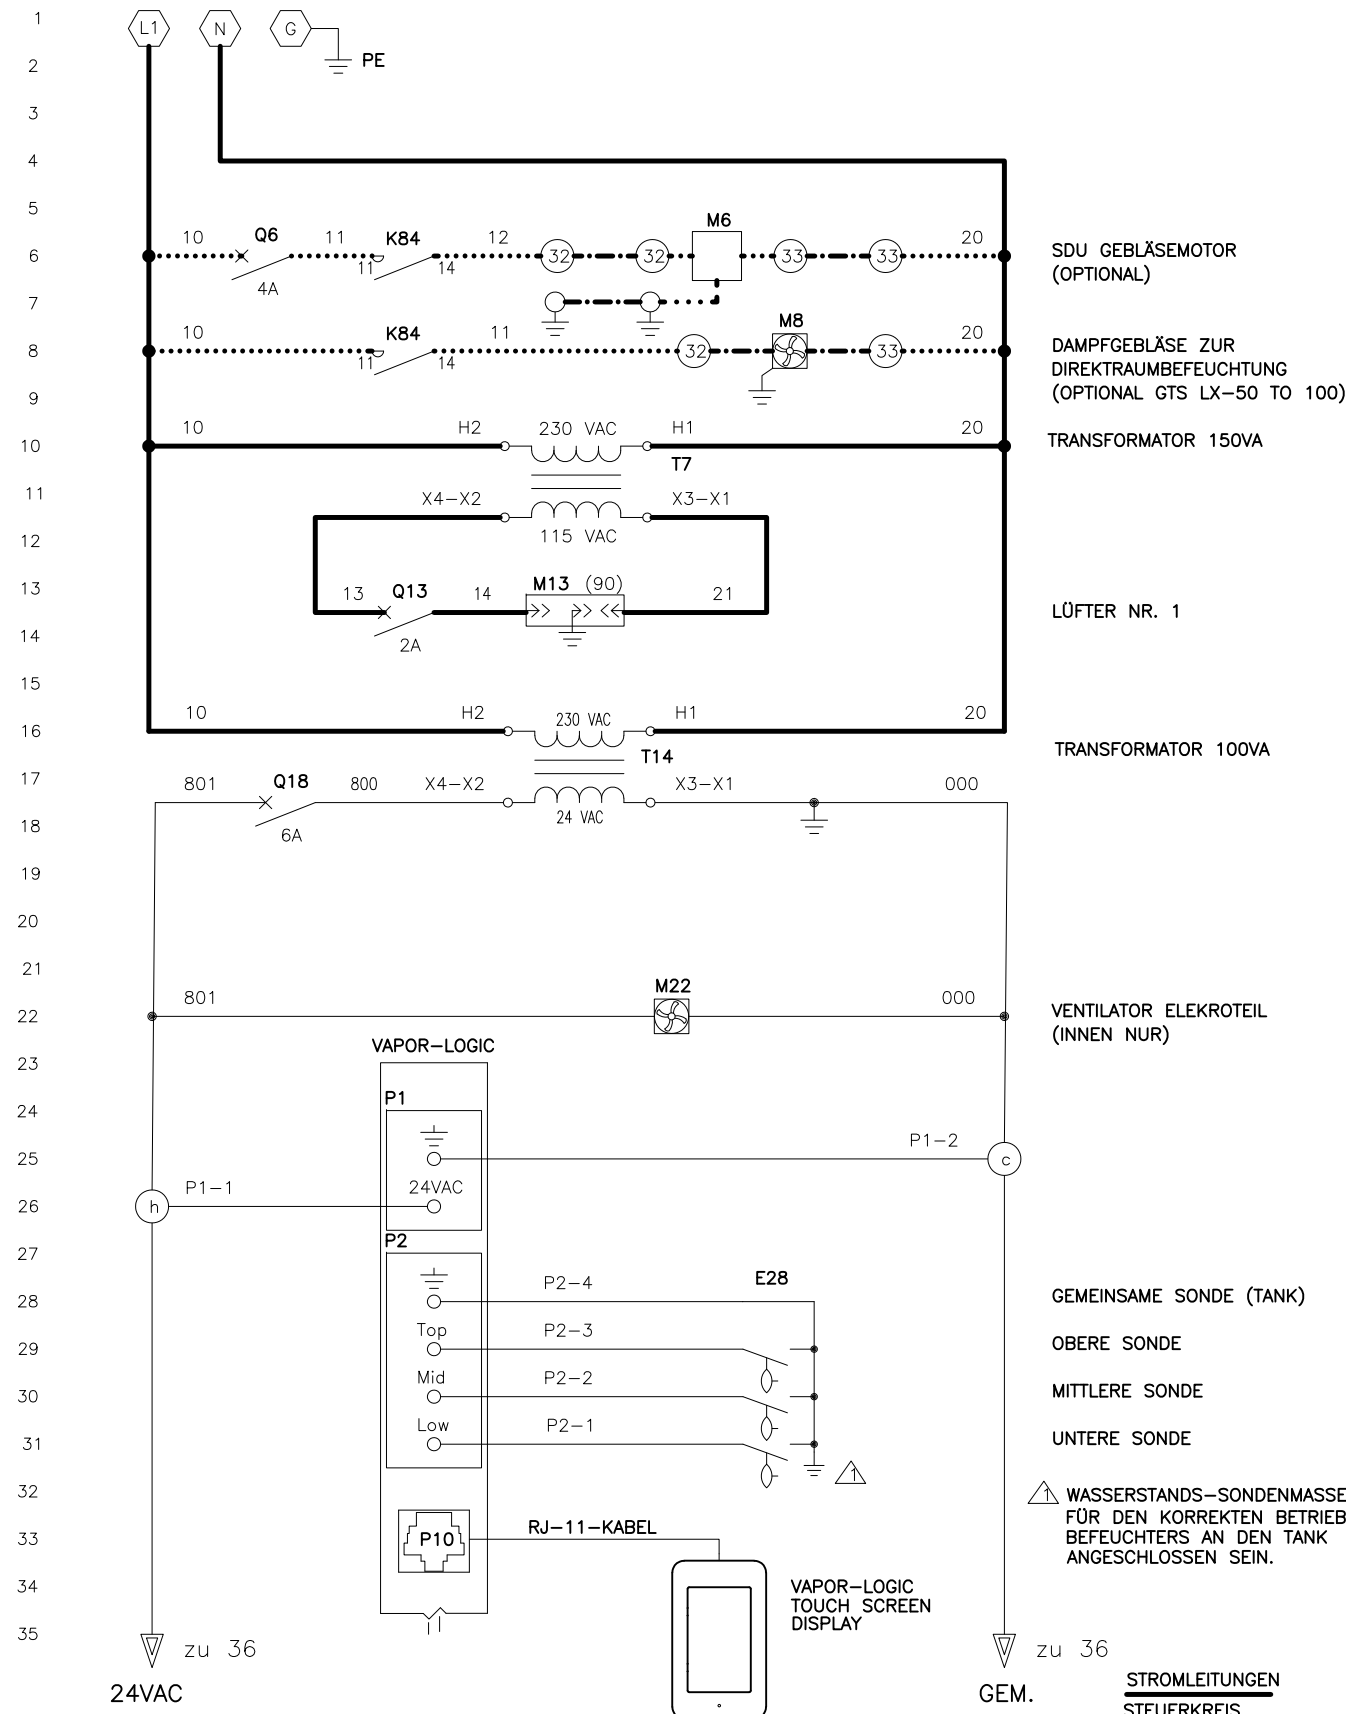 1 L1 N G
2 PE
3
4
5
M6
10 Q6 11 K84 12 20
6 32 32 33 33 SDU GEBLÄSEMOTOR
11 14 (OPTIONAL)
4A
7
M8
10 K84 11 20
8 32 33 DAMPFGEBLÄSE ZUR
11 14 DIREKTRAUMBEFEUCHTUNG
9 (OPTIONAL GTS LX-50 TO 100)
10 H2 230 VAC H1 20
10 TRANSFORMATOR 150VA
T7
11 X4-X2 X3-X1
12 115 VAC
13 13 Q13 14 M13 (90) 21
LÜFTER NR. 1
14 2A
15
10 H2 230 VAC H1 20
16
T14 TRANSFORMATOR 100VA
17 801 Q18 800 X4-X2 X3-X1 000
24 VAC
18 6A
19
20
21
801 M22 000
22 VENTILATOR ELEKROTEIL
(INNEN NUR)
23 VAPOR-LOGIC
24 P1
P1-2
25 c
P1-1 24VAC
26 h
27 P2
P2-4 E28
28 GEMEINSAME SONDE (TANK)
Top P2-3
29 OBERE SONDE
Mid P2-2
30 MITTLERE SONDE
Low P2-1
31 UNTERE SONDE
1
32 1 WASSERSTANDS-SONDENMASSE
FÜR DEN KORREKTEN BETRIEB
33 P10 RJ-11-KABEL BEFEUCHTERS AN DEN TANK
ANGESCHLOSSEN SEIN.
34 VAPOR-LOGIC
TOUCH SCREEN
DISPLAY
35
zu 36 zu 36
24VAC GEM.
STROMLEITUNGEN
STEUERKREIS